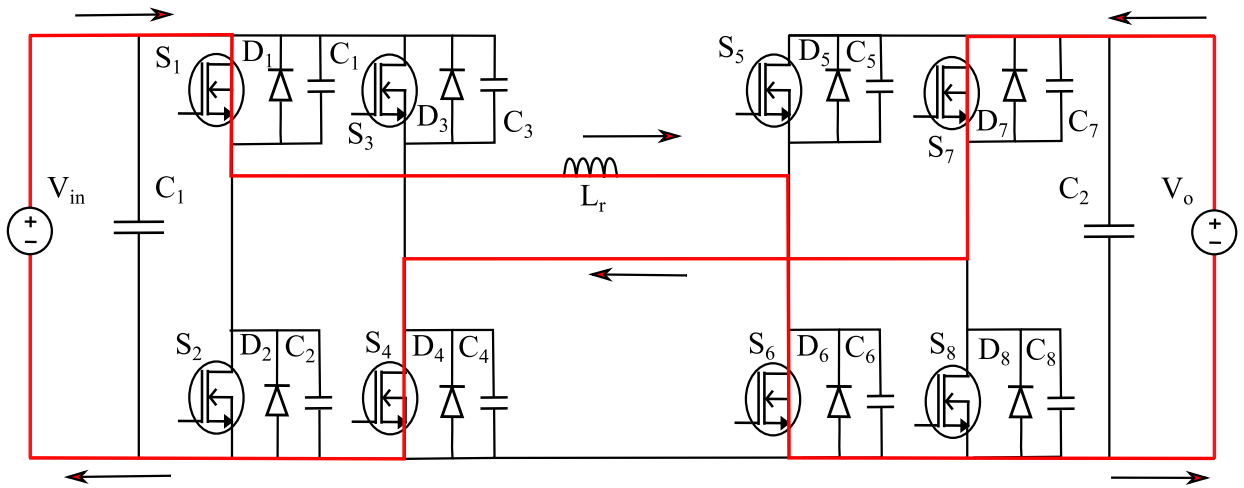 S1 D1 C1 S3 D3 C3 S5 D5 C5 S7 D7 C7
Vin + − C1 Lr C2 Vo + −
S2 D2 C2 S4 D4 C4 S6 D6 C6 S8 D8 C8